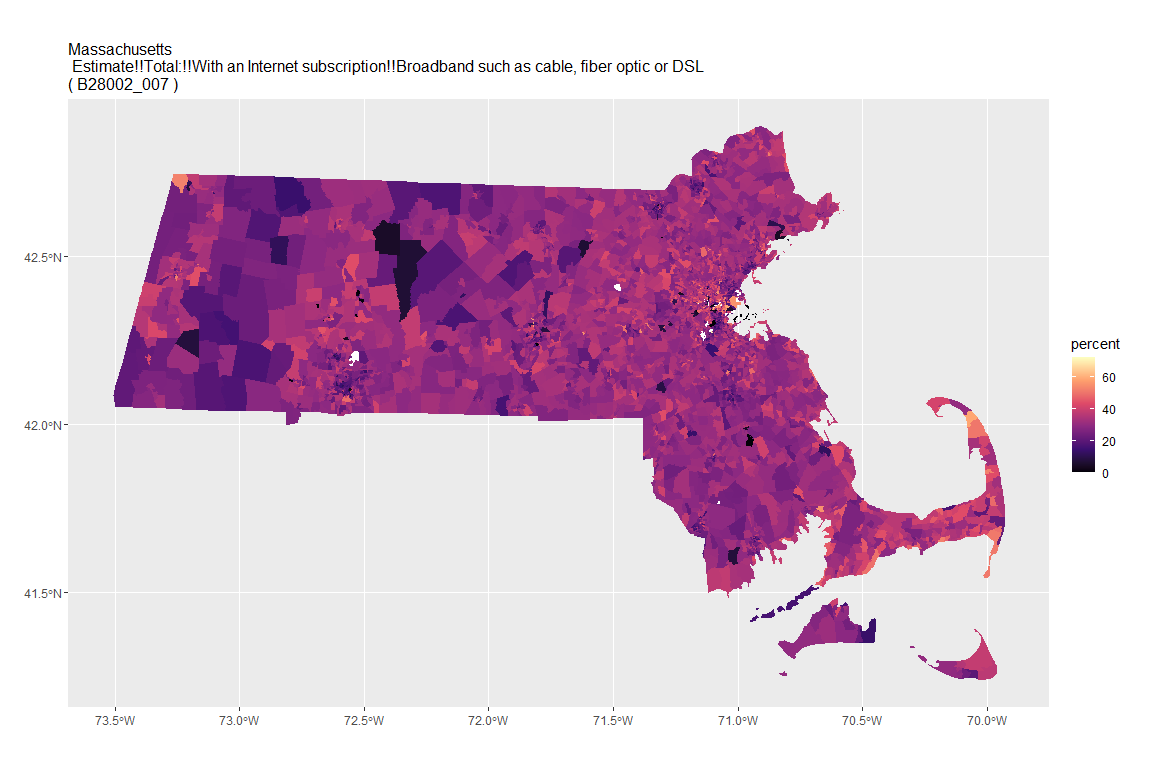 Massachusetts
Estimate!!Total:!!With an Internet subscription!!Broadband such as cable, fiber optic or DSL
( B28002_007 )
42.5°N
42.0°N
41.5°N
percent
60
40
20
0
73.5°W 73.0°W 72.5°W 72.0°W 71.5°W 71.0°W 70.5°W 70.0°W